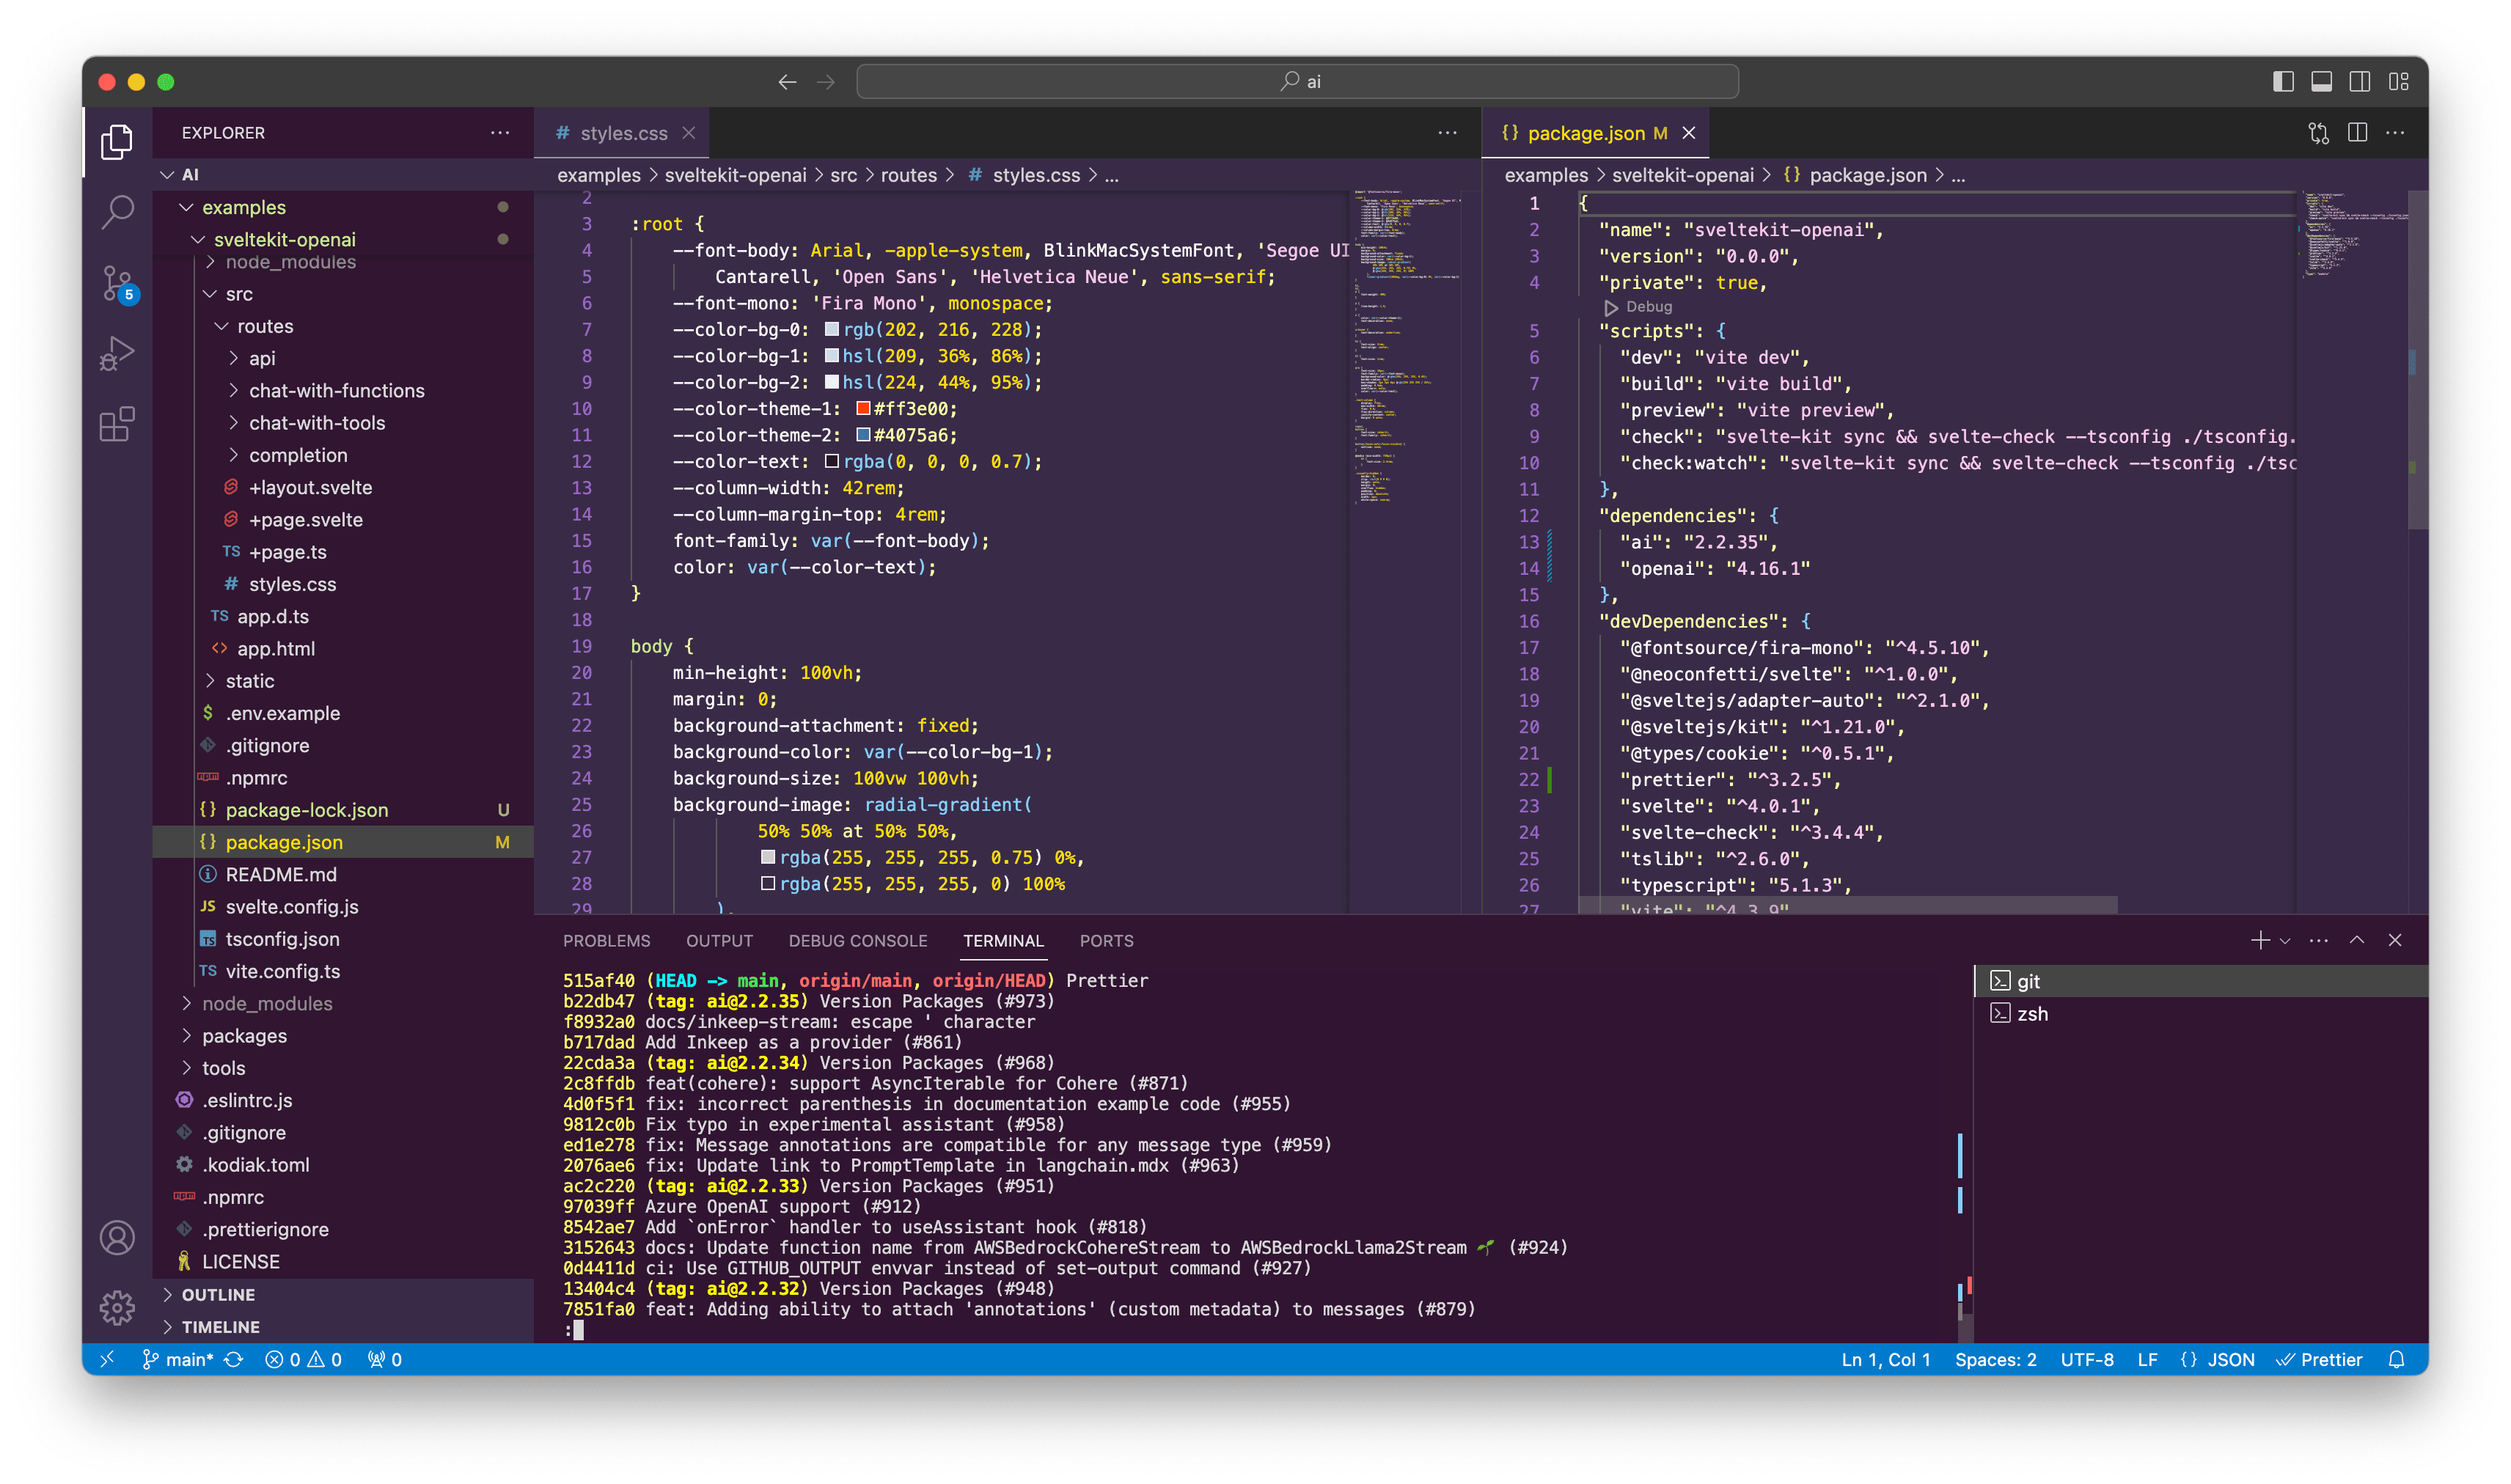 ai
EXPLORER
AI
examples
sveltekit-openai
node_modules
src
routes
api
chat-with-functions
chat-with-tools
completion
+layout.svelte
+page.svelte
TS +page.ts
# styles.css
TS app.d.ts
<> app.html
static
$ .env.example
.gitignore
.npmrc
{} package-lock.json U
{} package.json M
README.md
JS svelte.config.js
TS tsconfig.json
TS vite.config.ts
node_modules
packages
tools
.eslintrc.js
.gitignore
.kodiak.toml
.npmrc
.prettierignore
LICENSE
OUTLINE
TIMELINE
5
# styles.css
examples > sveltekit-openai > src > routes > # styles.css > ...
2
3 :root {
4 --font-body: Arial, -apple-system, BlinkMacSystemFont, 'Segoe UI
5 Cantarell, 'Open Sans', 'Helvetica Neue', sans-serif;
6 --font-mono: 'Fira Mono', monospace;
7 --color-bg-0: rgb(202, 216, 228);
8 --color-bg-1: hsl(209, 36%, 86%);
9 --color-bg-2: hsl(224, 44%, 95%);
10 --color-theme-1: #ff3e00;
11 --color-theme-2: #4075a6;
12 --color-text: rgba(0, 0, 0, 0.7);
13 --column-width: 42rem;
14 --column-margin-top: 4rem;
15 font-family: var(--font-body);
16 color: var(--color-text);
17 }
18
19 body {
20 min-height: 100vh;
21 margin: 0;
22 background-attachment: fixed;
23 background-color: var(--color-bg-1);
24 background-size: 100vw 100vh;
25 background-image: radial-gradient(
26 50% 50% at 50% 50%,
27 rgba(255, 255, 255, 0.75) 0%,
28 rgba(255, 255, 255, 0) 100%
29 ),
{} package.json M
examples > sveltekit-openai > {} package.json > ...
1 {
2 "name": "sveltekit-openai",
3 "version": "0.0.0",
4 "private": true,
Debug
5 "scripts": {
6 "dev": "vite dev",
7 "build": "vite build",
8 "preview": "vite preview",
9 "check": "svelte-kit sync && svelte-check --tsconfig ./tsconfig.
10 "check:watch": "svelte-kit sync && svelte-check --tsconfig ./tsc
11 },
12 "dependencies": {
13 "ai": "2.2.35",
14 "openai": "4.16.1"
15 },
16 "devDependencies": {
17 "@fontsource/fira-mono": "^4.5.10",
18 "@neoconfetti/svelte": "^1.0.0",
19 "@sveltejs/adapter-auto": "^2.1.0",
20 "@sveltejs/kit": "^1.21.0",
21 "@types/cookie": "^0.5.1",
22 "prettier": "^3.2.5",
23 "svelte": "^4.0.1",
24 "svelte-check": "^3.4.4",
25 "tslib": "^2.6.0",
26 "typescript": "5.1.3",
27 "vite": "^4.3.9"
PROBLEMS OUTPUT DEBUG CONSOLE TERMINAL PORTS
515af40 (HEAD -> main, origin/main, origin/HEAD) Prettier
b22db47 (tag: ai@2.2.35) Version Packages (#973)
f8932a0 docs/inkeep-stream: escape ' character
b717dad Add Inkeep as a provider (#861)
22cda3a (tag: ai@2.2.34) Version Packages (#968)
2c8ffdb feat(cohere): support AsyncIterable for Cohere (#871)
4d0f5f1 fix: incorrect parenthesis in documentation example code (#955)
9812c0b Fix typo in experimental assistant (#958)
ed1e278 fix: Message annotations are compatible for any message type (#959)
2076ae6 fix: Update link to PromptTemplate in langchain.mdx (#963)
ac2c220 (tag: ai@2.2.33) Version Packages (#951)
97039ff Azure OpenAI support (#912)
8542ae7 Add `onError` handler to useAssistant hook (#818)
3152643 docs: Update function name from AWSBedrockCohereStream to AWSBedrockLlama2Stream 🌱 (#924)
0d4411d ci: Use GITHUB_OUTPUT envvar instead of set-output command (#927)
13404c4 (tag: ai@2.2.32) Version Packages (#948)
7851fa0 feat: Adding ability to attach 'annotations' (custom metadata) to messages (#879)
:
git
zsh
main* 0 0 0
Ln 1, Col 1 Spaces: 2 UTF-8 LF {} JSON Prettier